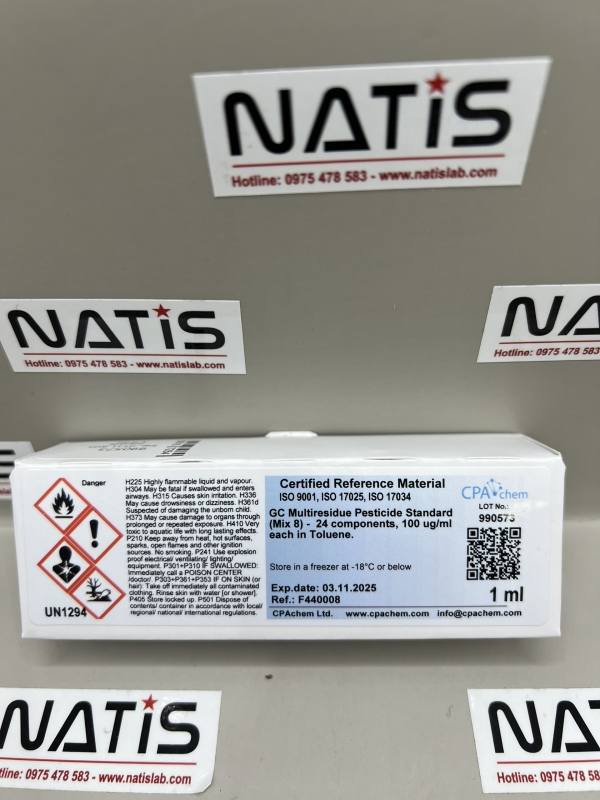 NATiS
Hotline: 0975 478 583 - www.natislab.com
NATiS
Hotline: 0975 478 583 - www.natislab.com
NATiS
Hotline: 0975 478 583
990573
Danger
UN1294
H225 Highly flammable liquid and vapour.
H304 May be fatal if swallowed and enters
airways. H315 Causes skin irritation. H336
May cause drowsiness or dizziness. H361d
Suspected of damaging the unborn child.
H373 May cause damage to organs through
prolonged or repeated exposure. H410 Very
toxic to aquatic life with long lasting effects.
P210 Keep away from heat, hot surfaces,
sparks, open flames and other ignition
sources. No smoking. P241 Use explosion
proof electrical/ ventilating/ lighting/
equipment. P301+P310 IF SWALLOWED:
Immediately call a POISON CENTER
/doctor/. P303+P361+P353 IF ON SKIN (or
hair): Take off immediately all contaminated
clothing. Rinse skin with water [or shower].
P405 Store locked up. P501 Dispose of
contents/ container in accordance with local/
regional/ national/ international regulations.
Certified Reference Material
ISO 9001, ISO 17025, ISO 17034
GC Multiresidue Pesticide Standard
(Mix 8) - 24 components, 100 ug/ml
each in Toluene.
Store in a freezer at -18°C or below
Exp.date: 03.11.2025
Ref.: F440008
CPAchem Ltd. www.cpachem.com info@cpachem.com
CPAchem
LOT No.:
990573
1 ml
NATiS
Hotline: 0975 478 583 - www.natislab.com
NATiS
Hotline: 0975 478 583